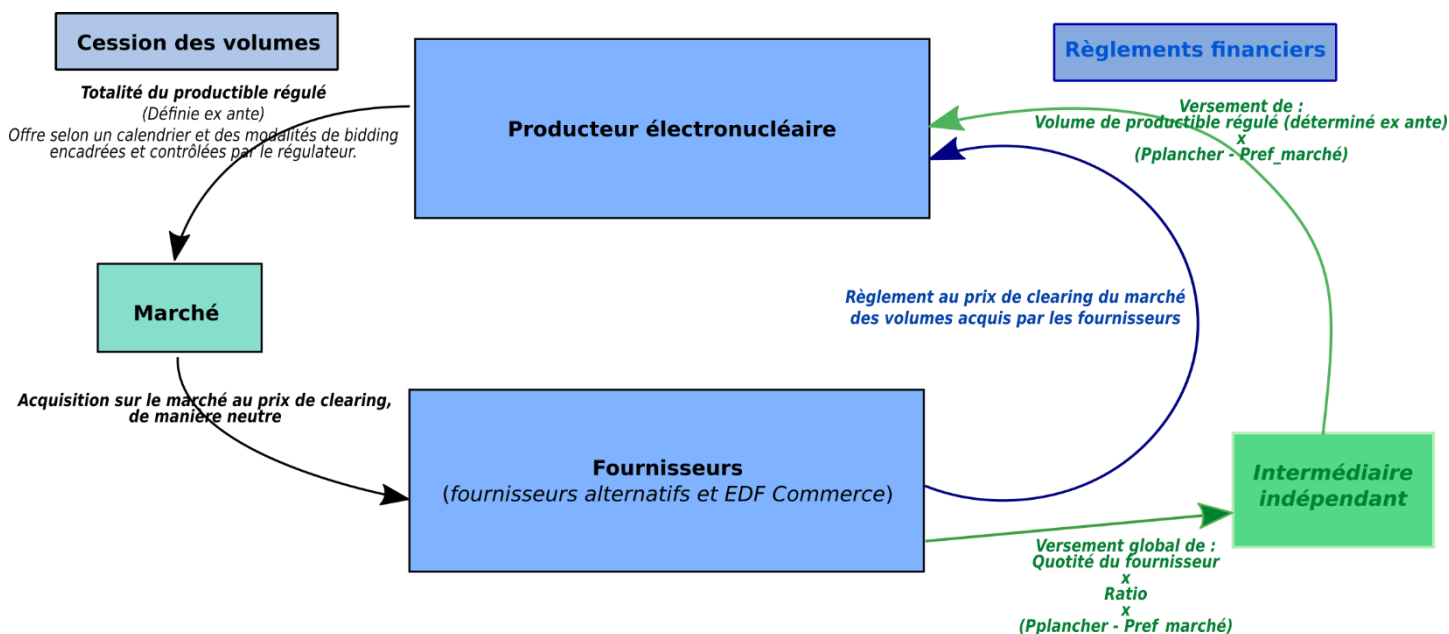 Cession des volumes
Totalité du productible régulé
(Définie ex ante)
Offre selon un calendrier et des modalités de bidding
encadrées et contrôlées par le régulateur.
Producteur électronucléaire
Règlements financiers
Versement de :
Volume de productible régulé (déterminé ex ante)
x
(Pplancher - Pref_marché)
Marché
Règlement au prix de clearing du marché
des volumes acquis par les fournisseurs
Acquisition sur le marché au prix de clearing,
de manière neutre
Fournisseurs
(fournisseurs alternatifs et EDF Commerce)
Intermédiaire
indépendant
Versement global de :
Quotité du fournisseur
x
Ratio
x
(Pplancher - Pref_marché)